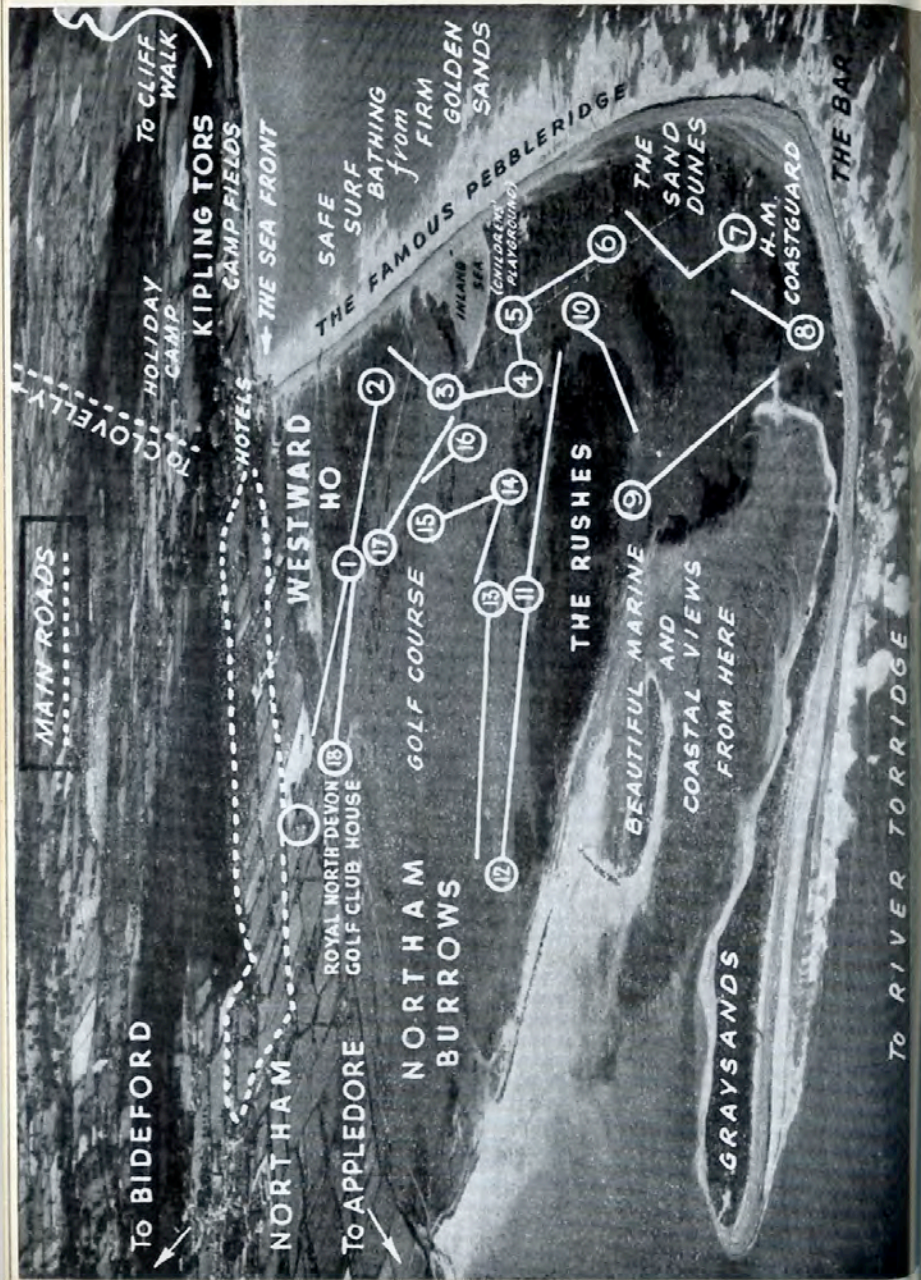 MAIN ROADS
To BIDEFORD
TO CLOVELLY
HOLIDAY
CAMP
To CLIFF
WALK
KIPLING TORS
CAMP FIELDS
HOTELS
THE SEA FRONT
NORTHAM
WESTWARD
HO
To APPLEDORE
ROYAL NORTH DEVON
GOLF CLUB HOUSE
SAFE
SURF
BATHING
from
FIRM
GOLDEN
SANDS
THE FAMOUS PEBBLERIDGE
INLAND
SEA
(CHILDRENS'
PLAYGROUND)
GOLF COURSE
NORTHAM
BURROWS
1
2
3
4
5
6
7
8
9
10
11
12
13
14
15
16
17
18
THE
SAND
DUNES
H.M.
COASTGUARD
THE RUSHES
BEAUTIFUL MARINE
AND
COASTAL VIEWS
FROM HERE
THE BAR
GRAYSANDS
To RIVER TORRIDGE